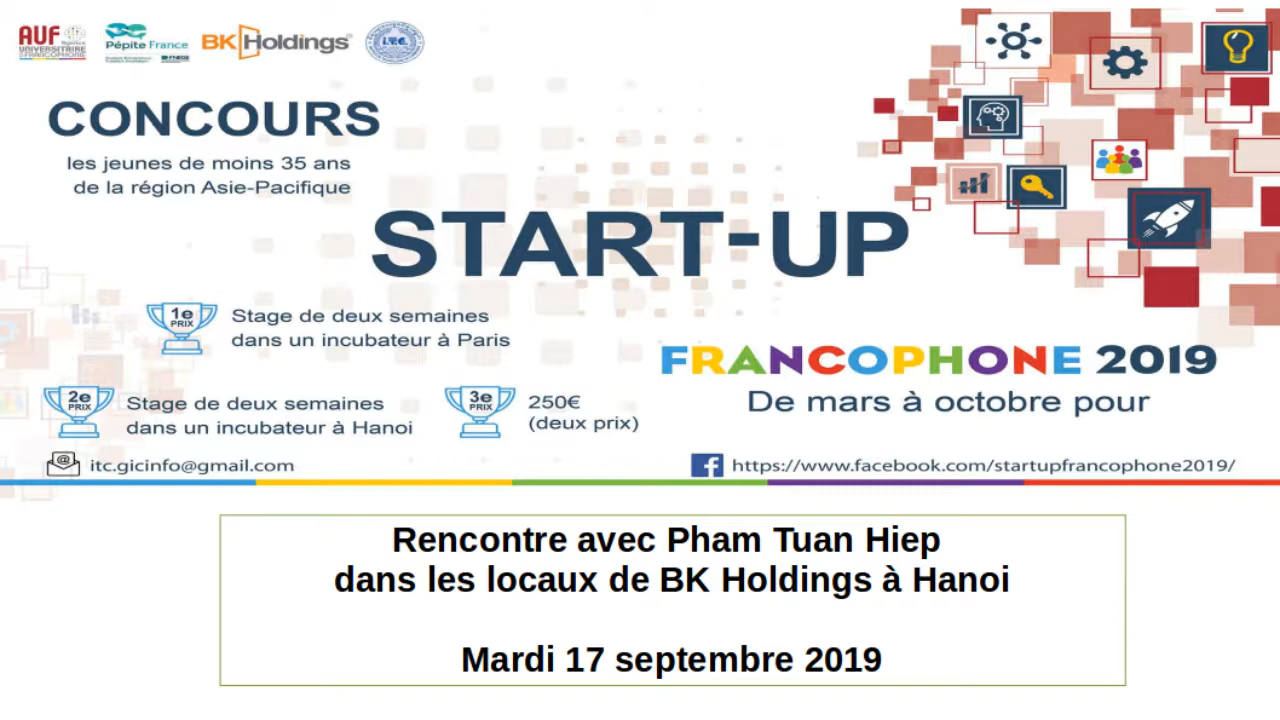 AUF
UNIVERSITAIRE
FRANCOPHONIE
Pépite France
BK Holdings®
I.T.C.
CONCOURS
les jeunes de moins 35 ans
de la région Asie-Pacifique
START-UP
1e
PRIX
Stage de deux semaines
dans un incubateur à Paris
FRANCOPHONE 2019
De mars à octobre pour
2e
PRIX
Stage de deux semaines
dans un incubateur à Hanoi
3e
PRIX
250€
(deux prix)
itc.gicinfo@gmail.com
https://www.facebook.com/startupfrancophone2019/
Rencontre avec Pham Tuan Hiep
dans les locaux de BK Holdings à Hanoi
Mardi 17 septembre 2019